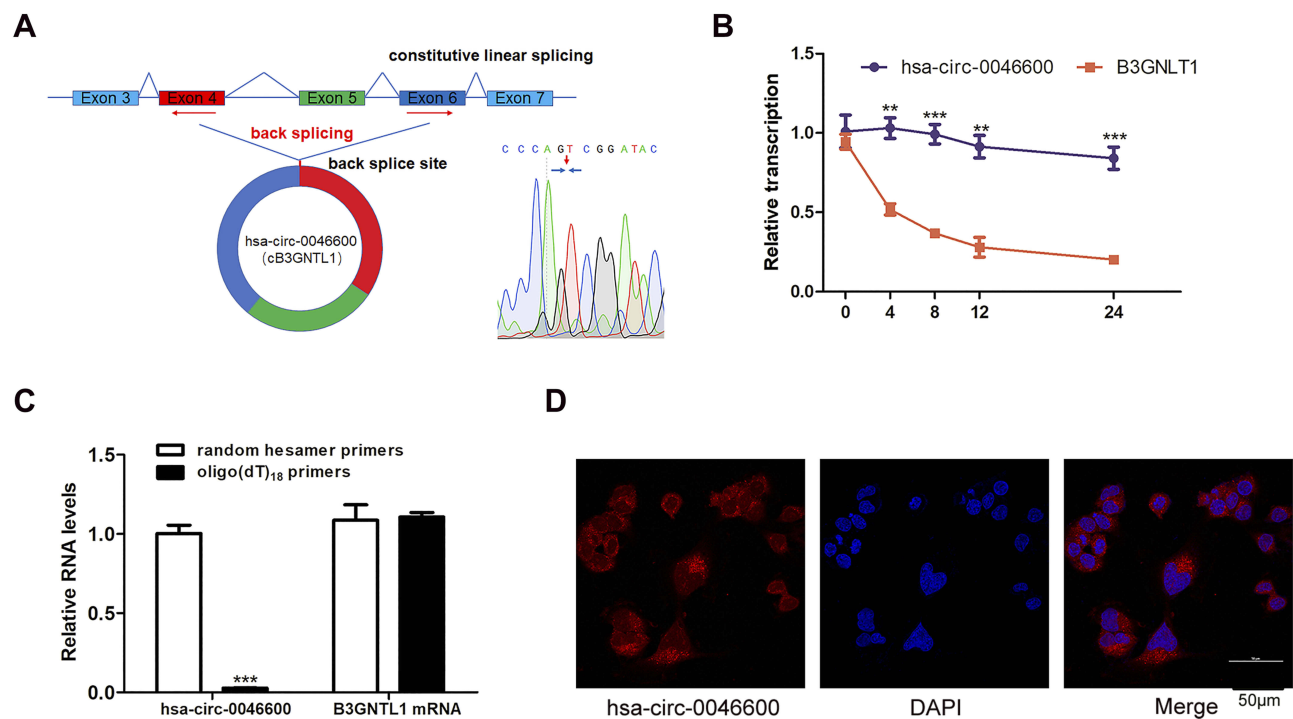 A
constitutive linear splicing
Exon 3 Exon 4 Exon 5 Exon 6 Exon 7
back splicing
back splice site
hsa-circ-0046600
(cB3GNTL1)
C C C A G T C G G A T A C
B
hsa-circ-0046600 B3GNLT1
Relative transcription
1.5
1.0
0.5
0.0
** *** ** ***
0 4 8 12 24
C
random hesamer primers
oligo(dT)18 primers
Relative RNA levels
1.5
1.0
0.5
0.0
***
hsa-circ-0046600 B3GNTL1 mRNA
D
hsa-circ-0046600 DAPI Merge
50μm